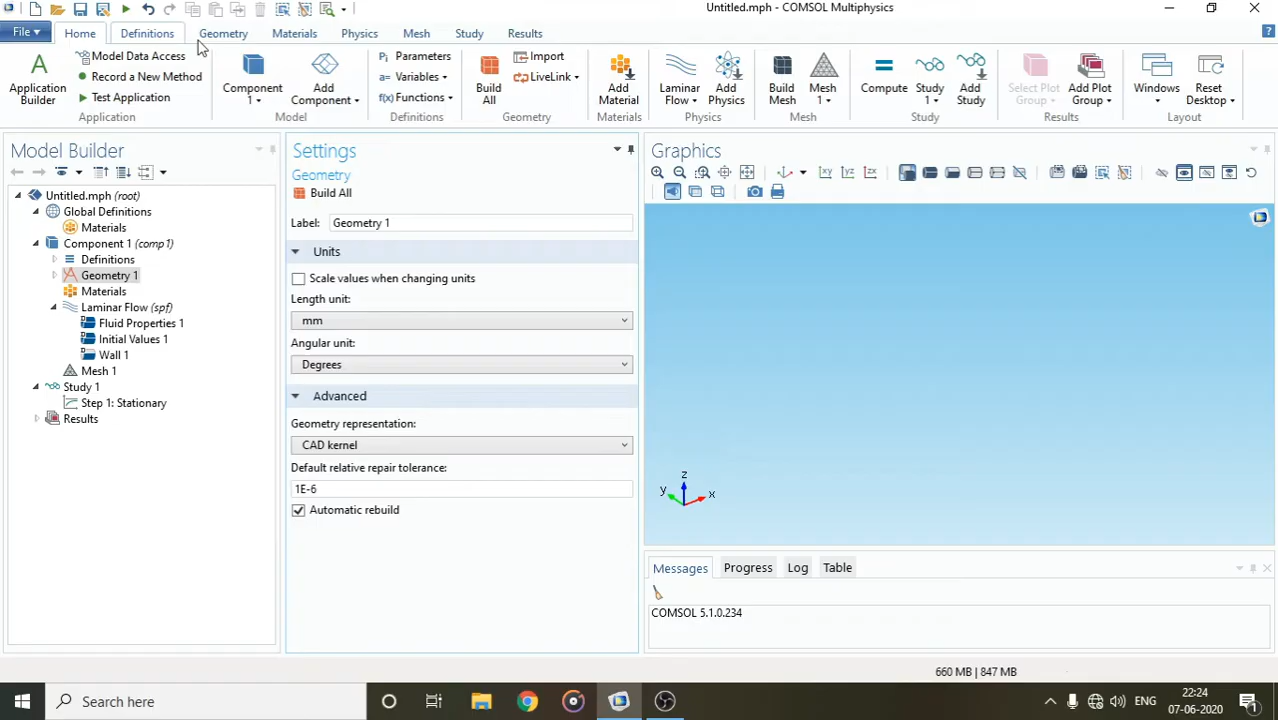 Untitled.mph - COMSOL Multiphysics
File Home Definitions Geometry Materials Physics Mesh Study Results
Application Builder
Model Data Access
Record a New Method
Test Application
Application
Component 1
Add Component
Model
Pi Parameters
a= Variables
f(x) Functions
Definitions
Build All
Import
LiveLink
Geometry
Add Material
Materials
Laminar Flow
Add Physics
Physics
Build Mesh
Mesh 1
Mesh
Compute
Study 1
Add Study
Study
Select Plot Group
Add Plot Group
Results
Windows
Reset Desktop
Layout
Model Builder
Untitled.mph (root)
Global Definitions
Materials
Component 1 (comp1)
Definitions
Geometry 1
Materials
Laminar Flow (spf)
Fluid Properties 1
Initial Values 1
Wall 1
Mesh 1
Study 1
Step 1: Stationary
Results
Settings
Geometry
Build All
Label: Geometry 1
Units
Scale values when changing units
Length unit:
mm
Angular unit:
Degrees
Advanced
Geometry representation:
CAD kernel
Default relative repair tolerance:
1E-6
Automatic rebuild
Graphics
xy yz zx
z
y x
Messages Progress Log Table
COMSOL 5.1.0.234
660 MB | 847 MB
Search
ENG
22:24
07-06-2020
1